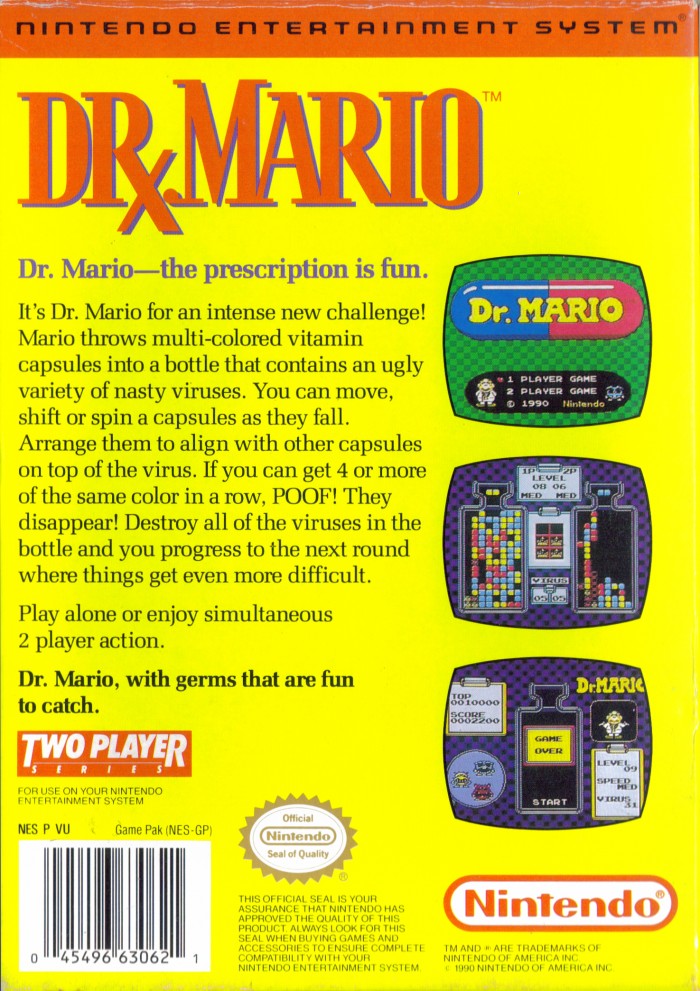 NINTENDO ENTERTAINMENT SYSTEM®
DR. MARIO™
Dr. Mario—the prescription is fun.
It's Dr. Mario for an intense new challenge!
Mario throws multi-colored vitamin
capsules into a bottle that contains an ugly
variety of nasty viruses. You can move,
shift or spin a capsules as they fall.
Arrange them to align with other capsules
on top of the virus. If you can get 4 or more
of the same color in a row, POOF! They
disappear! Destroy all of the viruses in the
bottle and you progress to the next round
where things get even more difficult.
Play alone or enjoy simultaneous
2 player action.
Dr. Mario, with germs that are fun
to catch.
TWO PLAYER
SERIES
FOR USE ON YOUR NINTENDO
ENTERTAINMENT SYSTEM
NES P VU Game Pak (NES-GP)
0 45496 63062 1
Dr. MARIO
1 PLAYER GAME
2 PLAYER GAME
© 1990 Nintendo
1P 2P
LEVEL
08 06
MED MED
VIRUS
05 05
TOP
0010000
SCORE
0002200
Dr. MARIO
GAME
OVER
START
LEVEL
09
SPEED
MED
VIRUS
31
Official
Nintendo
Seal of Quality
®
THIS OFFICIAL SEAL IS YOUR
ASSURANCE THAT NINTENDO HAS
APPROVED THE QUALITY OF THIS
PRODUCT. ALWAYS LOOK FOR THIS
SEAL WHEN BUYING GAMES AND
ACCESSORIES TO ENSURE COMPLETE
COMPATIBILITY WITH YOUR
NINTENDO ENTERTAINMENT SYSTEM.
Nintendo®
TM AND ® ARE TRADEMARKS OF
NINTENDO OF AMERICA INC.
© 1990 NINTENDO OF AMERICA INC.